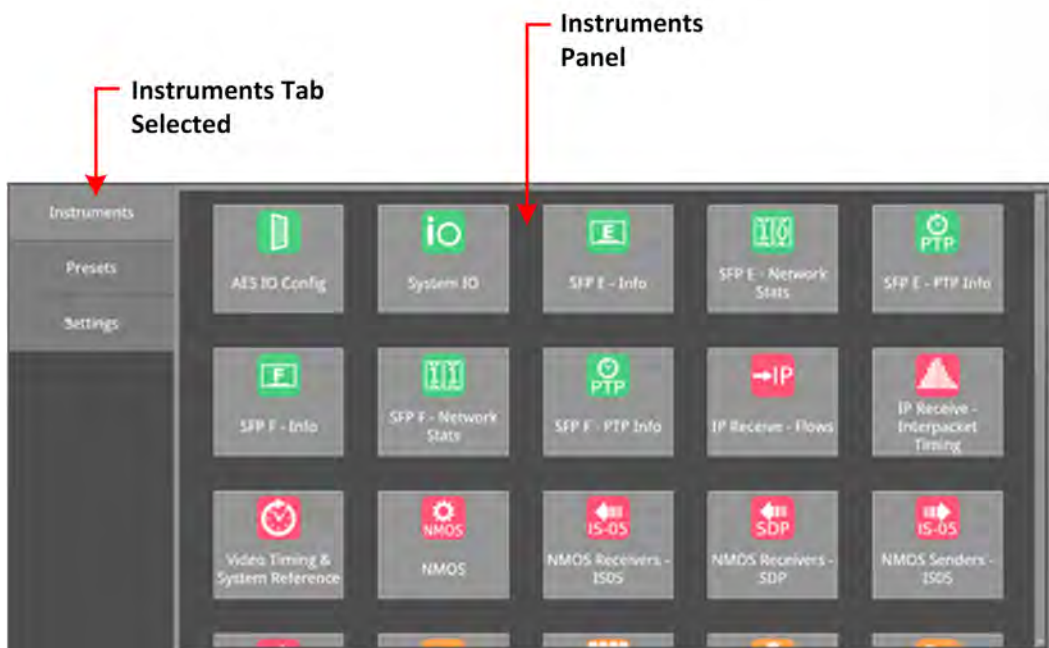 Instruments
Panel
Instruments Tab
Selected
Instruments
Presets
Settings
AES IO Config
io
System IO
E
SFP E - Info
SFP E - Network
Stats
PTP
SFP E - PTP Info
F
SFP F - Info
SFP F - Network
Stats
PTP
SFP F - PTP Info
→IP
IP Receive - Flows
IP Receive -
Interpacket
Timing
Video Timing &
System Reference
NMOS
NMOS
IS-05
NMOS Receivers -
IS05
SDP
NMOS Receivers -
SDP
IS-05
NMOS Senders -
IS05